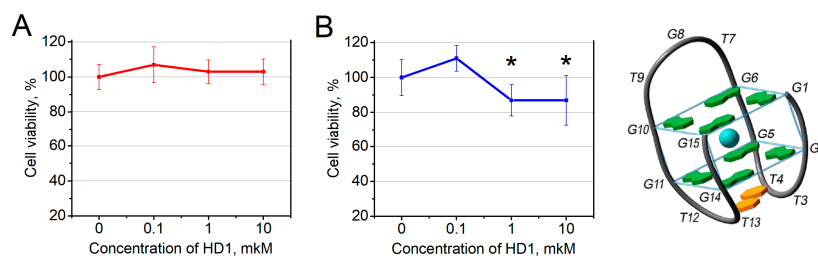 A
Cell viability, %
120
100
80
60
40
20
0
0.1
1
10
Concentration of HD1, mkM
B
Cell viability, %
120
100
80
60
40
20
*
*
0
0.1
1
10
Concentration of HD1, mkM
G8
T7
T9
G6
G1
G10
G15
G5
G
G11
T4
G14
T3
T12
T13